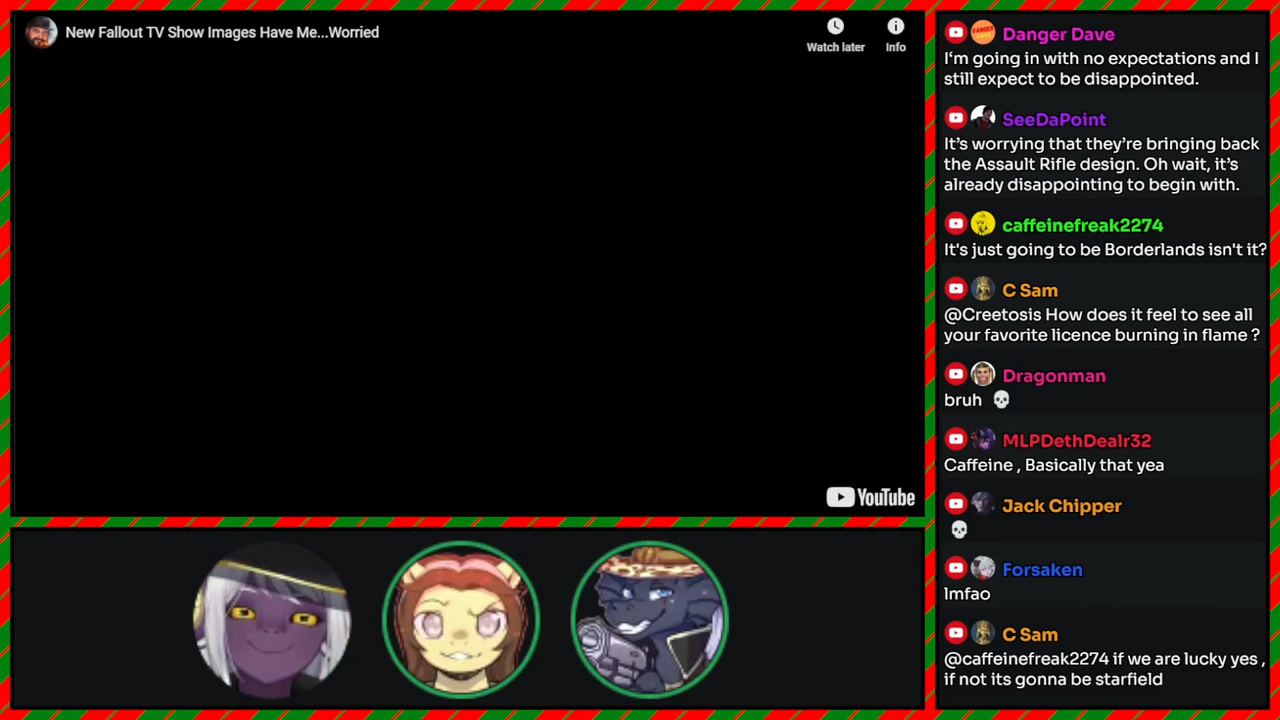 New Fallout TV Show Images Have Me...Worried
Watch later
Info
YouTube
Danger Dave
I'm going in with no expectations and I
still expect to be disappointed.
SeeDaPoint
It's worrying that they're bringing back
the Assault Rifle design. Oh wait, it's
already disappointing to begin with.
caffeinefreak2274
It's just going to be Borderlands isn't it?
C Sam
@Creetosis How does it feel to see all
your favorite licence burning in flame ?
Dragonman
bruh 💀
MLPDethDealr32
Caffeine , Basically that yea
Jack Chipper
💀
Forsaken
lmfao
C Sam
@caffeinefreak2274 if we are lucky yes ,
if not its gonna be starfield